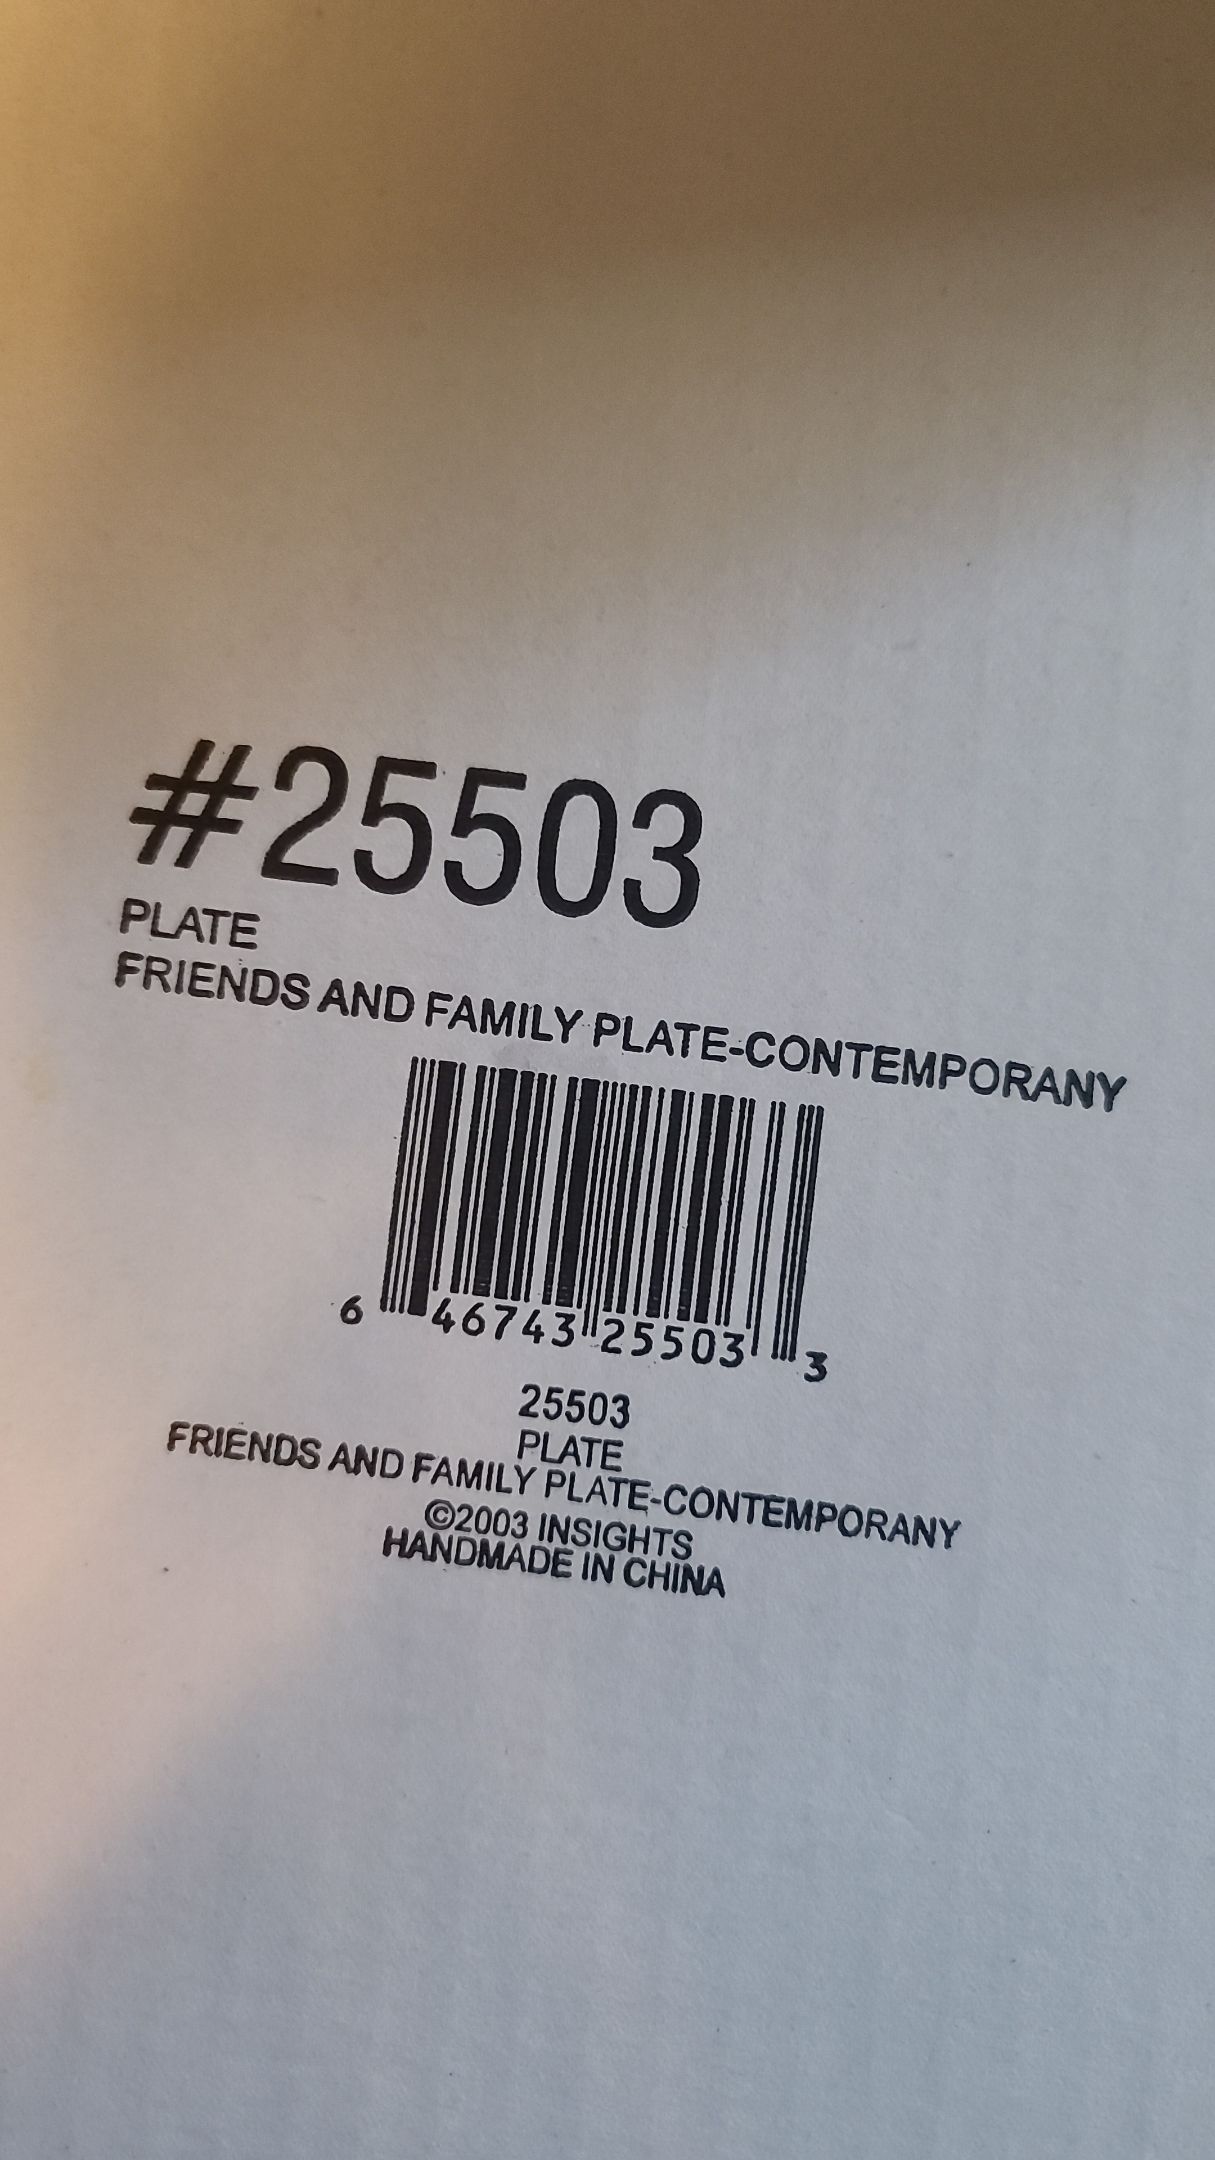 #25503
PLATE
FRIENDS AND FAMILY PLATE-CONTEMPORANY
6 46743 25503 3
25503
PLATE
FRIENDS AND FAMILY PLATE-CONTEMPORANY
©2003 INSIGHTS
HANDMADE IN CHINA